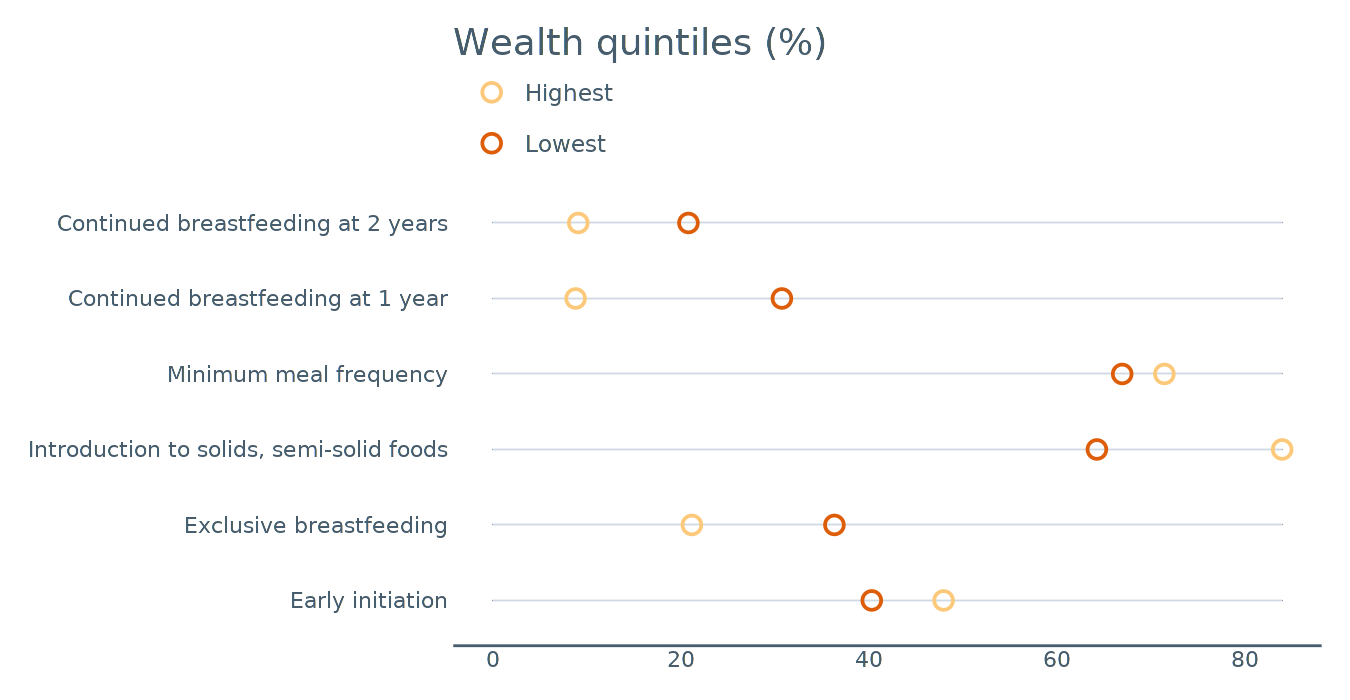 Wealth quintiles (%)
Highest
Lowest
Continued breastfeeding at 2 years
Continued breastfeeding at 1 year
Minimum meal frequency
Introduction to solids, semi-solid foods
Exclusive breastfeeding
Early initiation
0 20 40 60 80